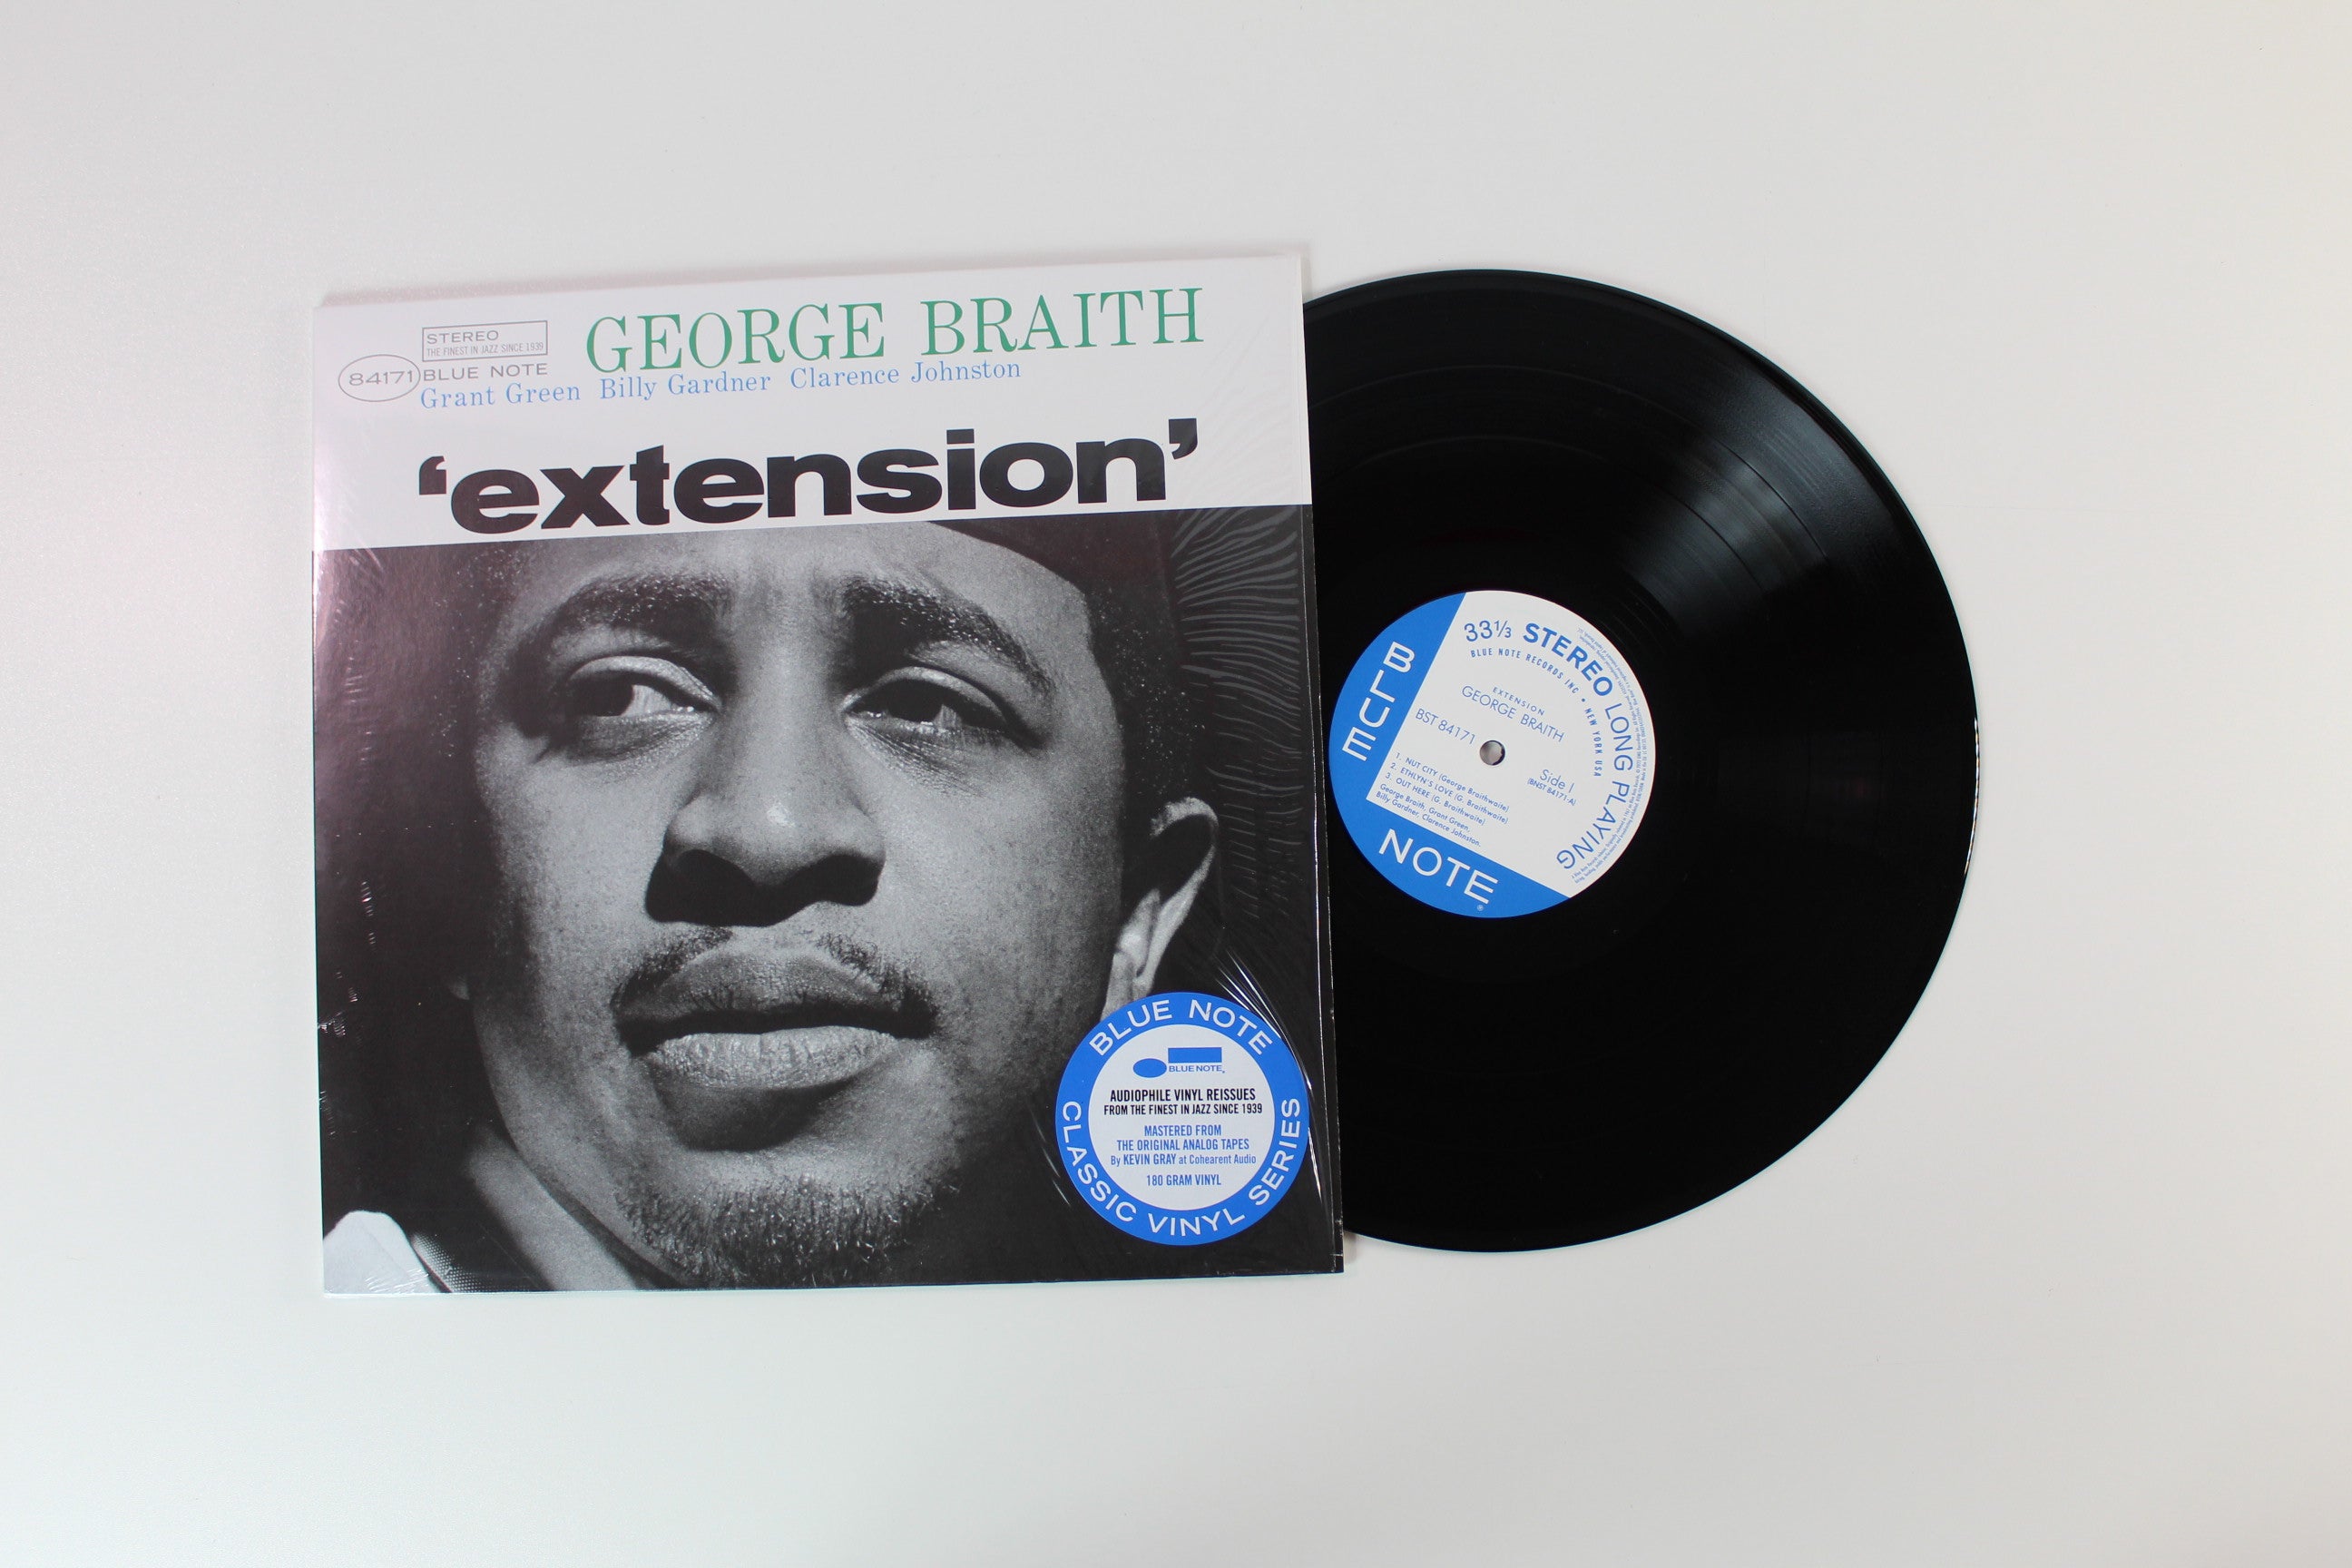 GEORGE BRAITH
STEREO
THE FINEST IN JAZZ SINCE 1939
84171 BLUE NOTE
Grant Green Billy Gardner Clarence Johnston
‘extension’
BLUE NOTE
BLUE NOTE
AUDIOPHILE VINYL REISSUES
FROM THE FINEST IN JAZZ SINCE 1939
MASTERED FROM
THE ORIGINAL ANALOG TAPES
By KEVIN GRAY at Cohearent Audio
180 GRAM VINYL
CLASSIC VINYL SERIES
33⅓ STEREO LONG PLAYING
BLUE NOTE RECORDS INC • NEW YORK USA
EXTENSION
GEORGE BRAITH
BST 84171
Side I
(BNST 84171-A)
1. NUT CITY (George Braithwaite)
2. ETHLYN'S LOVE (G. Braithwaite)
3. OUT HERE (G. Braithwaite)
George Braith, Grant Green,
Billy Gardner, Clarence Johnston.
BLUE
NOTE